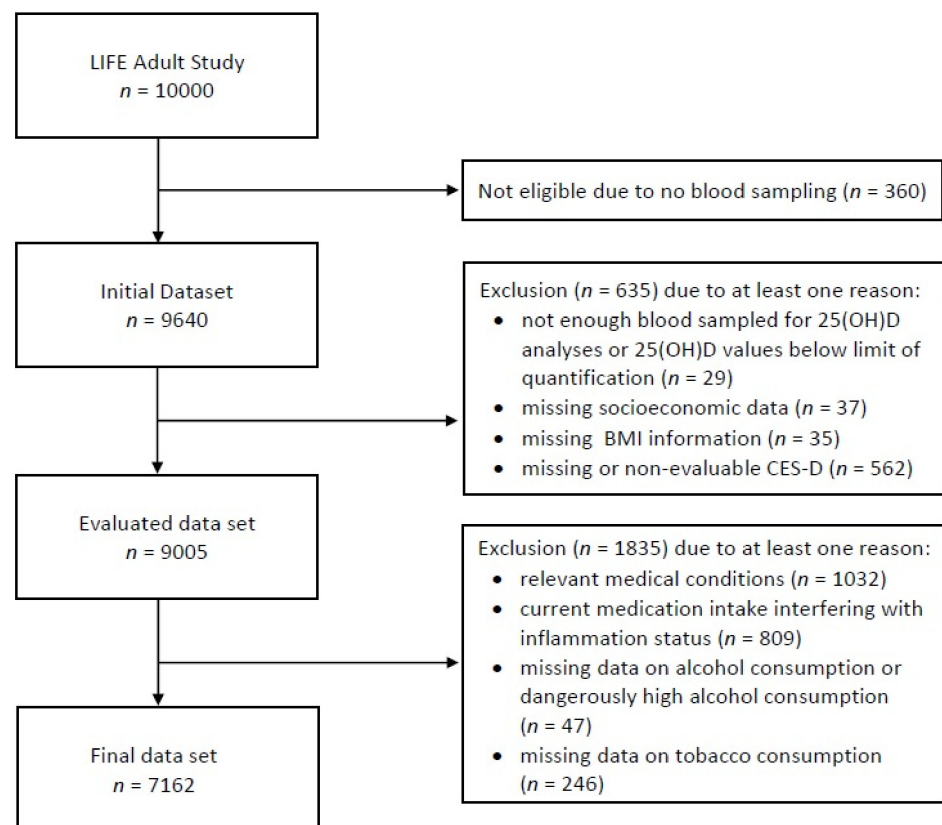 LIFE Adult Study
n = 10000
Not eligible due to no blood sampling (n = 360)
Initial Dataset
n = 9640
Exclusion (n = 635) due to at least one reason:
• not enough blood sampled for 25(OH)D
analyses or 25(OH)D values below limit of
quantification (n = 29)
• missing socioeconomic data (n = 37)
• missing BMI information (n = 35)
• missing or non-evaluable CES-D (n = 562)
Evaluated data set
n = 9005
Exclusion (n = 1835) due to at least one reason:
• relevant medical conditions (n = 1032)
• current medication intake interfering with
inflammation status (n = 809)
• missing data on alcohol consumption or
dangerously high alcohol consumption
(n = 47)
• missing data on tobacco consumption
(n = 246)
Final data set
n = 7162